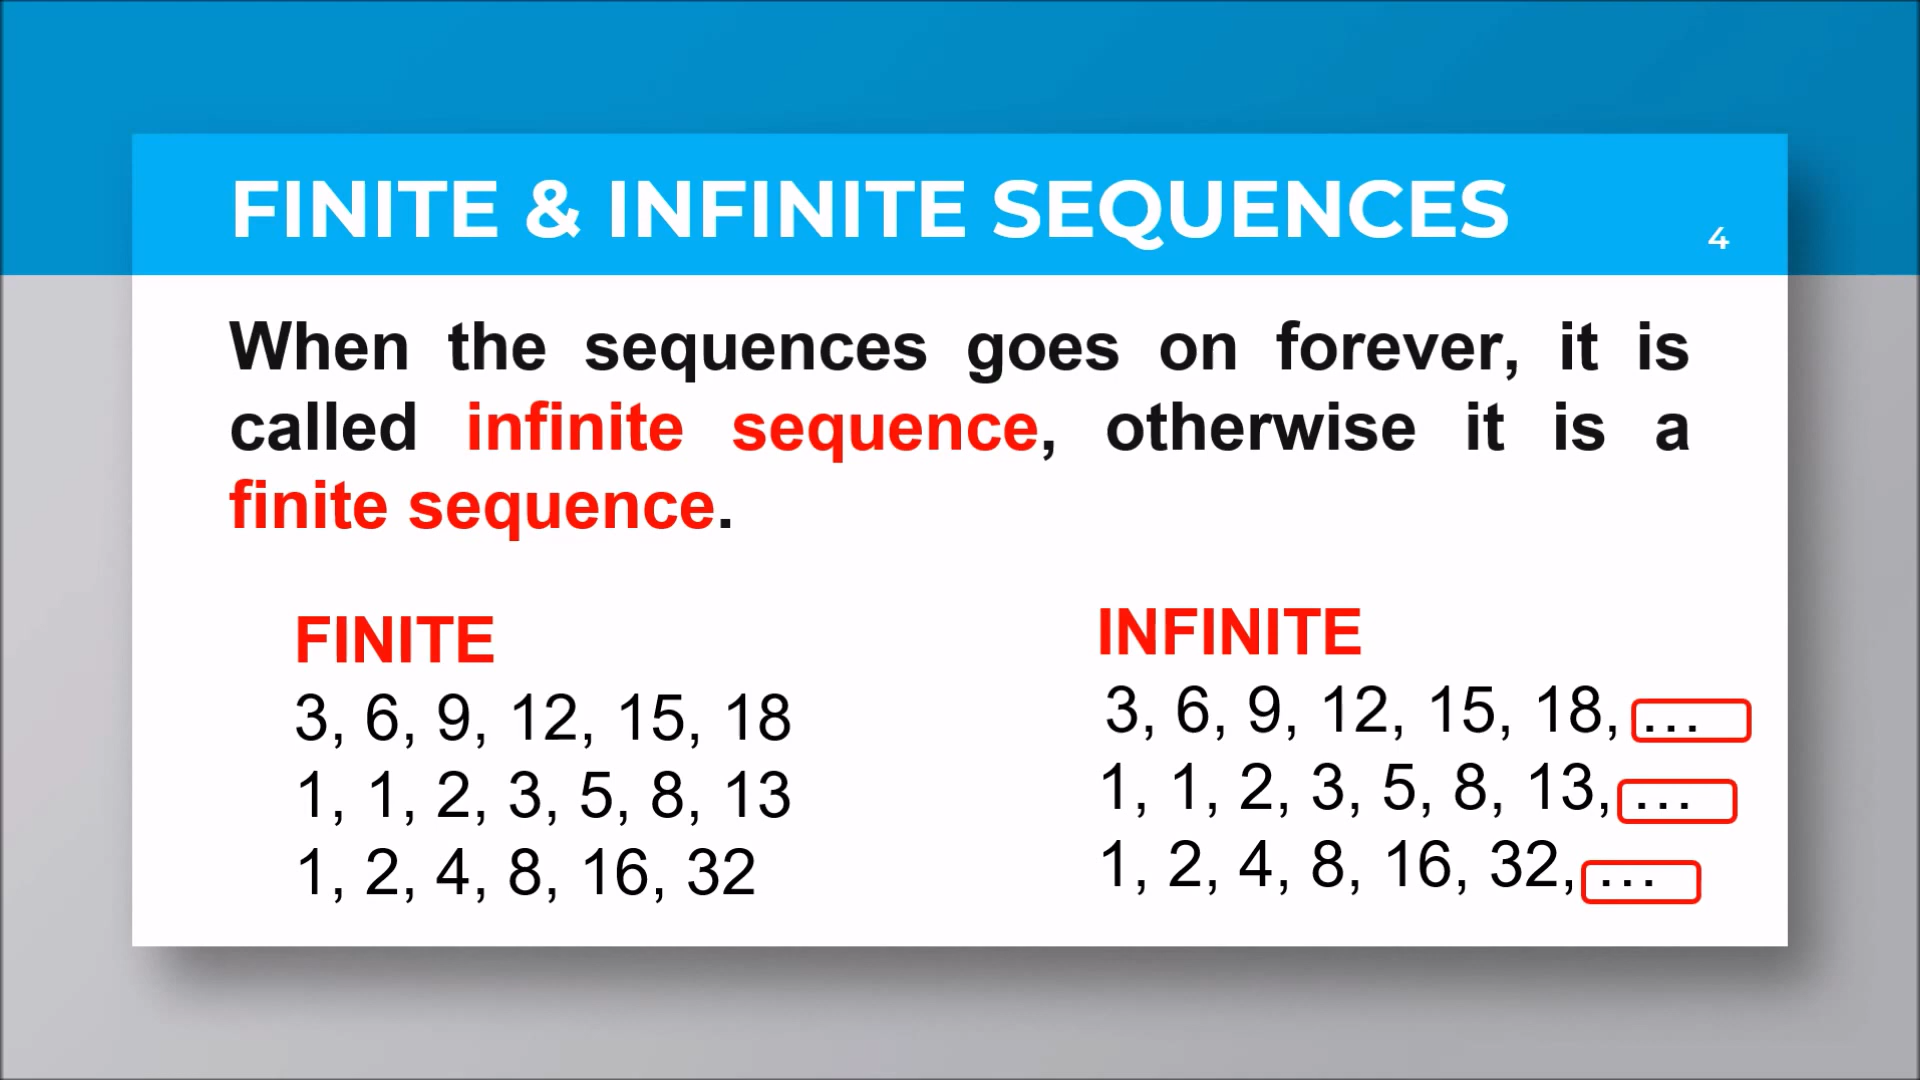 FINITE & INFINITE SEQUENCES
4
When the sequences goes on forever, it is
called infinite sequence, otherwise it is a
finite sequence.
FINITE
3, 6, 9, 12, 15, 18
1, 1, 2, 3, 5, 8, 13
1, 2, 4, 8, 16, 32
INFINITE
3, 6, 9, 12, 15, 18, ...
1, 1, 2, 3, 5, 8, 13, ...
1, 2, 4, 8, 16, 32, ...